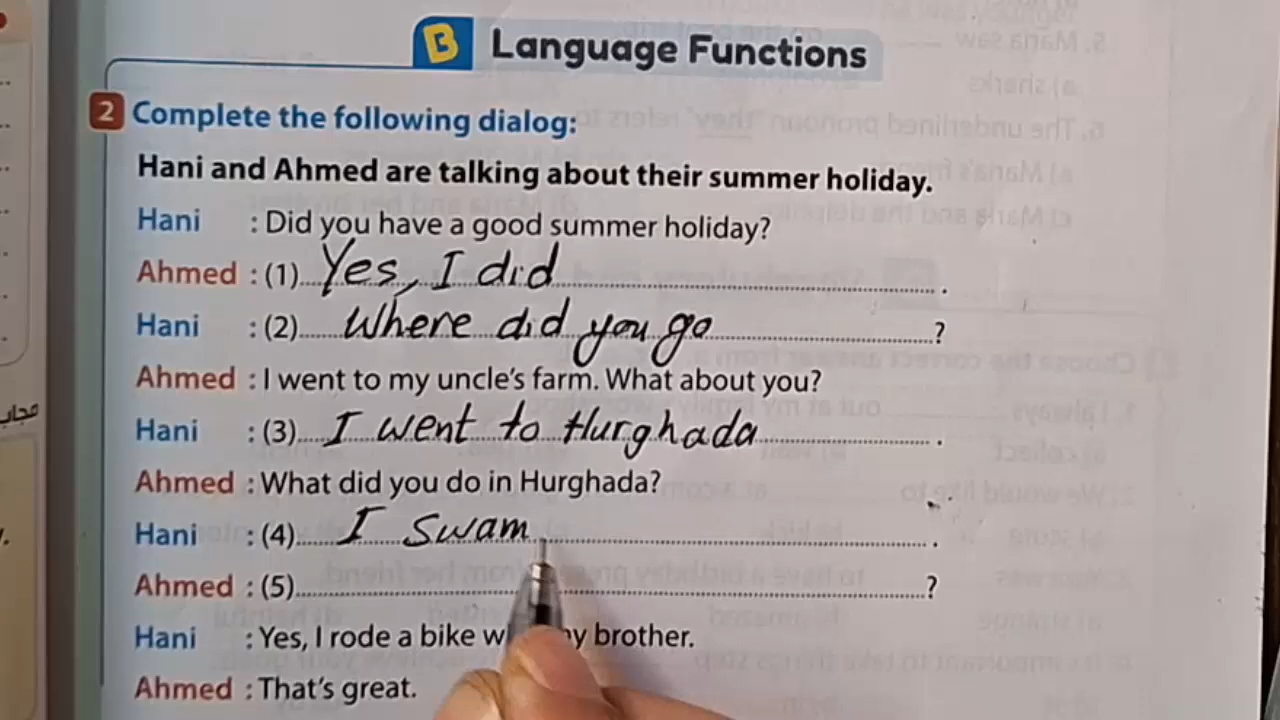 B Language Functions
2 Complete the following dialog:
Hani and Ahmed are talking about their summer holiday.
Hani : Did you have a good summer holiday?
Ahmed : (1) Yes, I did .
Hani : (2) Where did you go ?
Ahmed : I went to my uncle's farm. What about you?
Hani : (3) I went to Hurghada .
Ahmed : What did you do in Hurghada?
Hani : (4) I swam .
Ahmed : (5) ?
Hani : Yes, I rode a bike w y brother.
Ahmed : That's great.